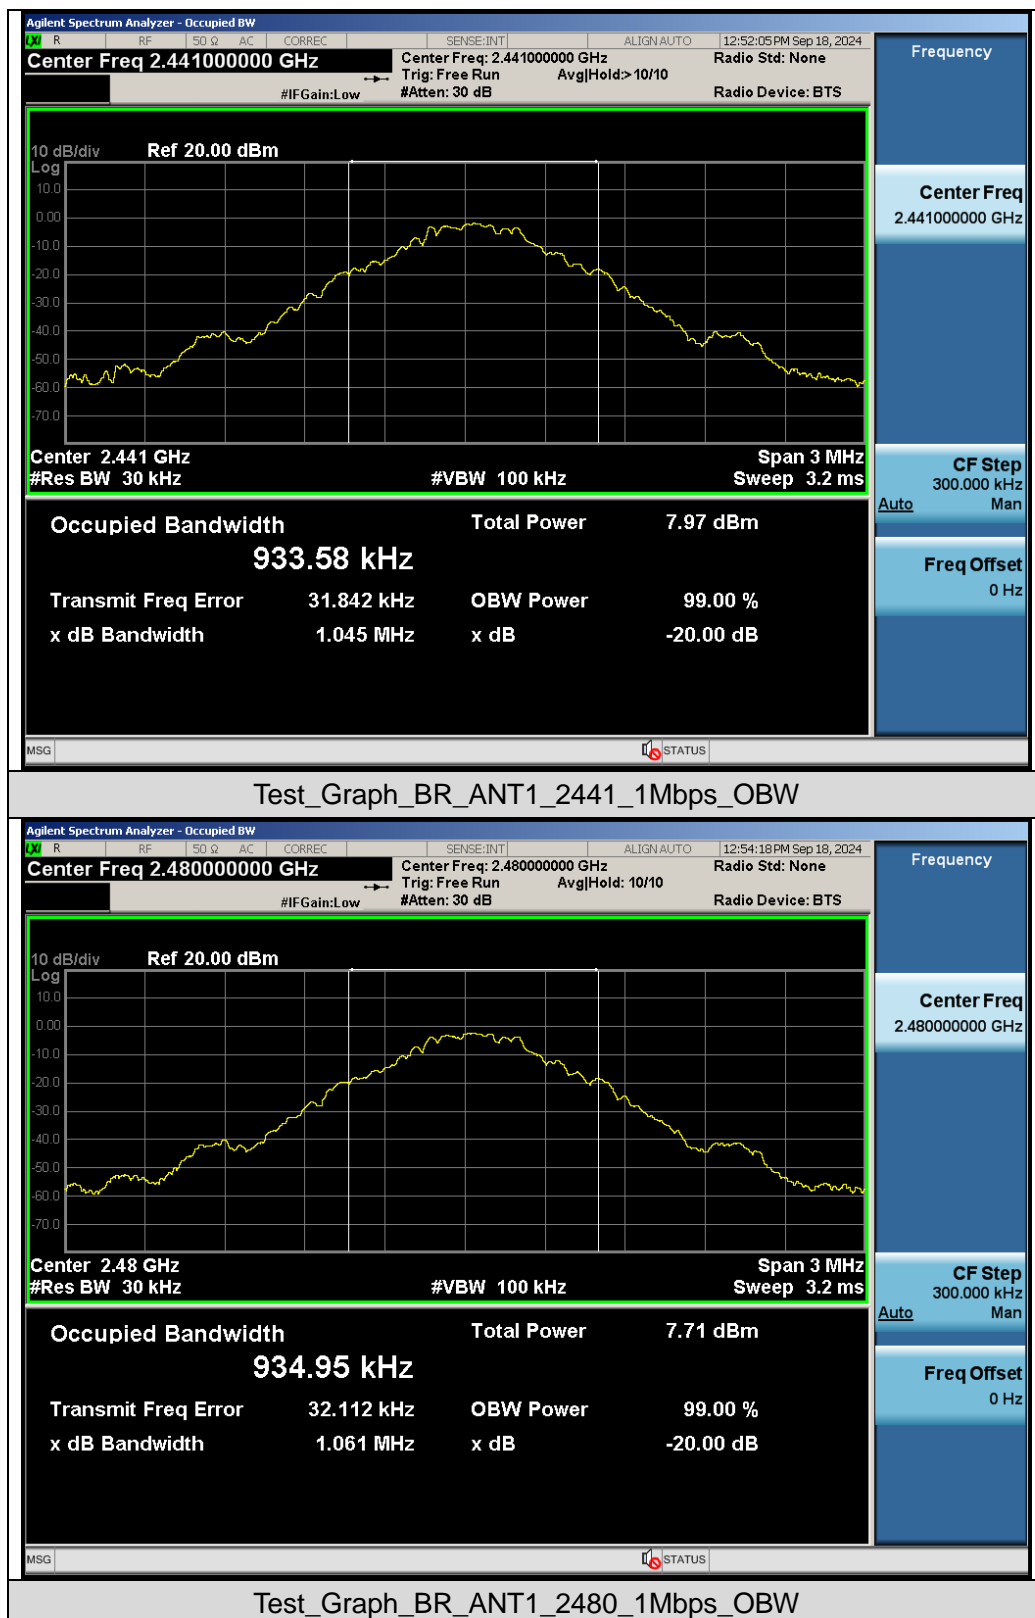 Agilent Spectrum Analyzer - Occupied BW
LXI R RF 50 Ω AC CORREC SENSE:INT ALIGN AUTO 12:52:05 PM Sep 18, 2024
Center Freq 2.441000000 GHz Center Freq: 2.441000000 GHz Radio Std: None
Trig: Free Run Avg|Hold:> 10/10
#IFGain:Low #Atten: 30 dB Radio Device: BTS
Frequency
10 dB/div Ref 20.00 dBm
Log
10.0
0.00
-10.0
-20.0
-30.0
-40.0
-50.0
-60.0
-70.0
Center Freq
2.441000000 GHz
Center 2.441 GHz Span 3 MHz
#Res BW 30 kHz #VBW 100 kHz Sweep 3.2 ms
CF Step
300.000 kHz
Auto Man
Occupied Bandwidth Total Power 7.97 dBm
933.58 kHz
Transmit Freq Error 31.842 kHz OBW Power 99.00 %
x dB Bandwidth 1.045 MHz x dB -20.00 dB
Freq Offset
0 Hz
MSG STATUS
Test_Graph_BR_ANT1_2441_1Mbps_OBW
Agilent Spectrum Analyzer - Occupied BW
LXI R RF 50 Ω AC CORREC SENSE:INT ALIGN AUTO 12:54:18 PM Sep 18, 2024
Center Freq 2.480000000 GHz Center Freq: 2.480000000 GHz Radio Std: None
Trig: Free Run Avg|Hold: 10/10
#IFGain:Low #Atten: 30 dB Radio Device: BTS
Frequency
10 dB/div Ref 20.00 dBm
Log
10.0
0.00
-10.0
-20.0
-30.0
-40.0
-50.0
-60.0
-70.0
Center Freq
2.480000000 GHz
Center 2.48 GHz Span 3 MHz
#Res BW 30 kHz #VBW 100 kHz Sweep 3.2 ms
CF Step
300.000 kHz
Auto Man
Occupied Bandwidth Total Power 7.71 dBm
934.95 kHz
Transmit Freq Error 32.112 kHz OBW Power 99.00 %
x dB Bandwidth 1.061 MHz x dB -20.00 dB
Freq Offset
0 Hz
MSG STATUS
Test_Graph_BR_ANT1_2480_1Mbps_OBW